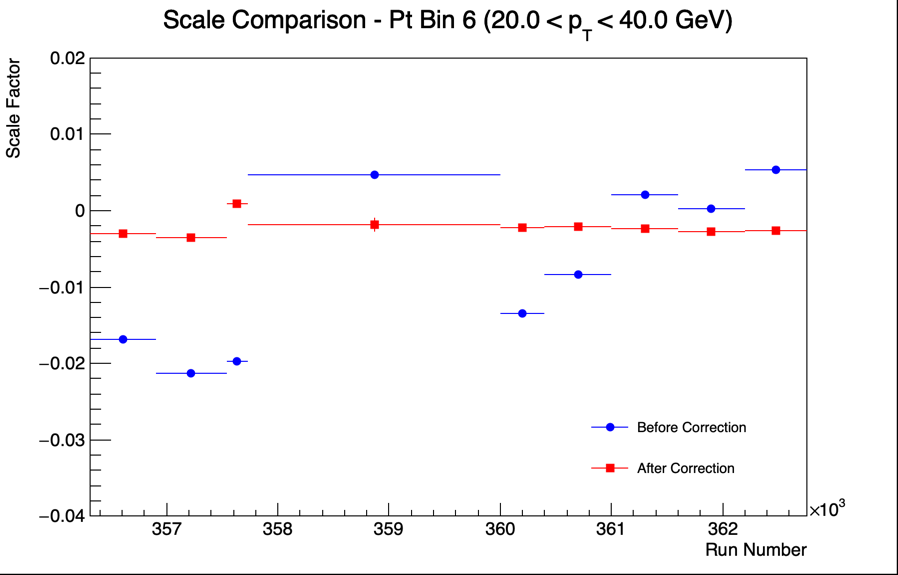 Scale Comparison - Pt Bin 6 (20.0 < p_T < 40.0 GeV)
Scale Factor
0.02
0.01
0
−0.01
−0.02
−0.03
−0.04
Before Correction
After Correction
357 358 359 360 361 362
×10³
Run Number